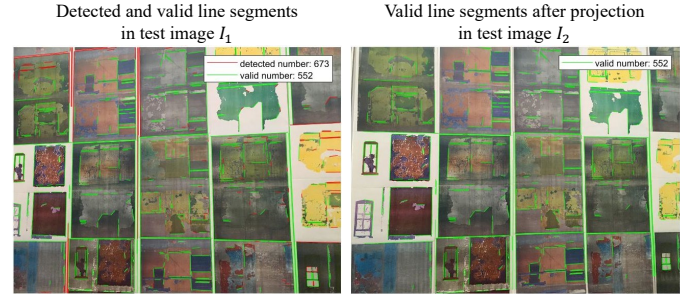 Detected and valid line segments
in test image I₁
Valid line segments after projection
in test image I₂
detected number: 673
valid number: 552
valid number: 552